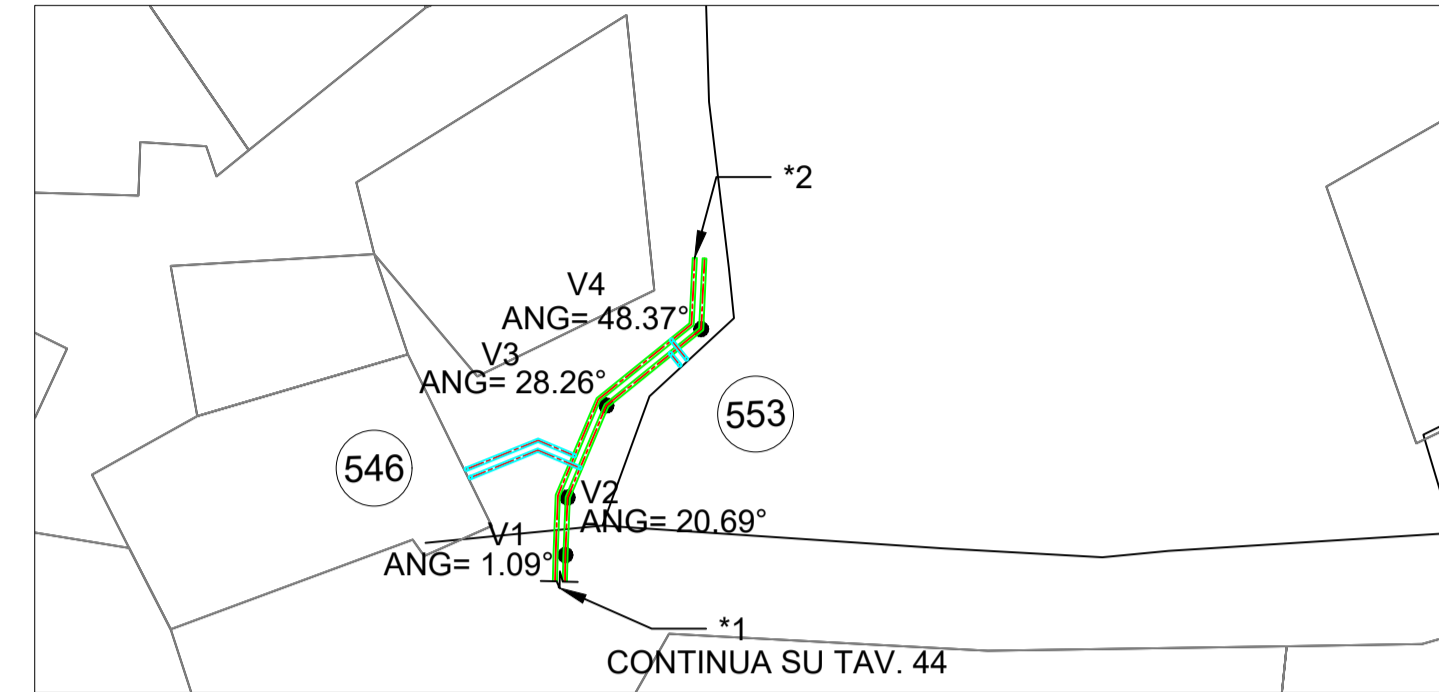 *2
V4
ANG= 48.37°
V3
ANG= 28.26°
553
546
V2
ANG= 20.69°
V1
ANG= 1.09°
*1
CONTINUA SU TAV. 44